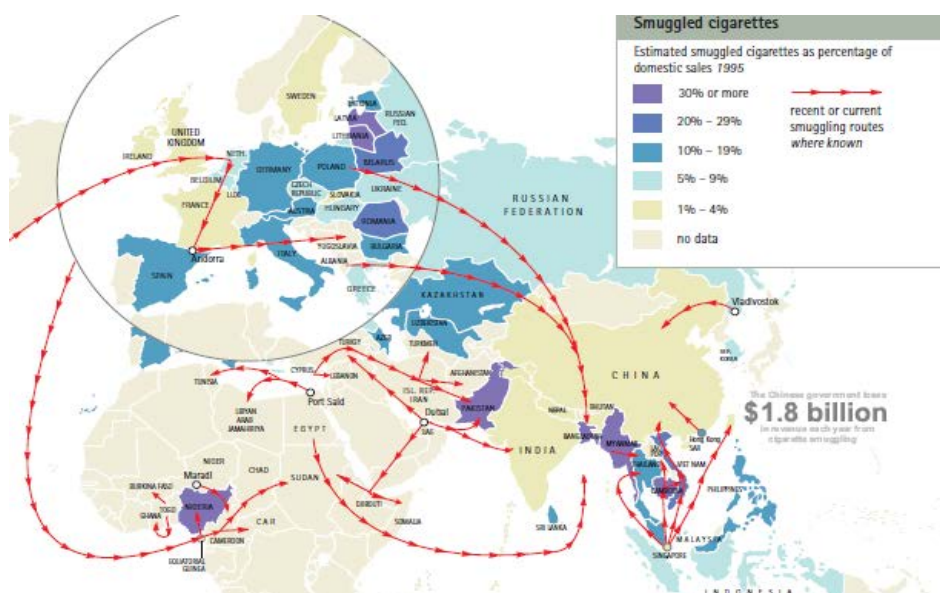 Smuggled cigarettes
Estimated smuggled cigarettes as percentage of
domestic sales 1995
30% or more
20% – 29%
10% – 19%
5% – 9%
1% – 4%
no data
recent or current
smuggling routes
where known
SWEDEN
ESTONIA
LATVIA
LITHUANIA
RUSSIAN
FED.
UNITED
KINGDOM
IRELAND
NETH.
BELGIUM
LUX
GERMANY
POLAND
BELARUS
CZECH
REPUBLIC
SLOVAKIA
UKRAINE
FRANCE
AUSTRIA
HUNGARY
ROMANIA
Andorra
ITALY
YUGOSLAVIA
BULGARIA
SPAIN
ALBANIA
GREECE
RUSSIAN
FEDERATION
KAZAKHSTAN
UZBEKISTAN
AZER
TURKMEN
TURKEY
CYPRUS
LEBANON
TUNISIA
Port Said
ISL. REP.
IRAN
AFGHANISTAN
PAKISTAN
LIBYAN
ARAB
JAMAHIRIYA
EGYPT
Dubai
UAE
NEPAL
BHUTAN
BANGLADESH
INDIA
MYANMAR
CHINA
Vladivostok
REP.
KOREA
The Chinese government loses
$1.8 billion
in revenue each year from
cigarette smuggling
Hong Kong
SAR
LAO
PDR
VIET NAM
THAILAND
CAMBODIA
PHILIPPINES
SRI LANKA
MALAYSIA
SINGAPORE
INDONESIA
NIGER
CHAD
SUDAN
Maradi
BURKINA FASO
NIGERIA
TOGO
GHANA
DJIBOUTI
SOMALIA
CAR
CAMEROON
EQUATORIAL
GUINEA